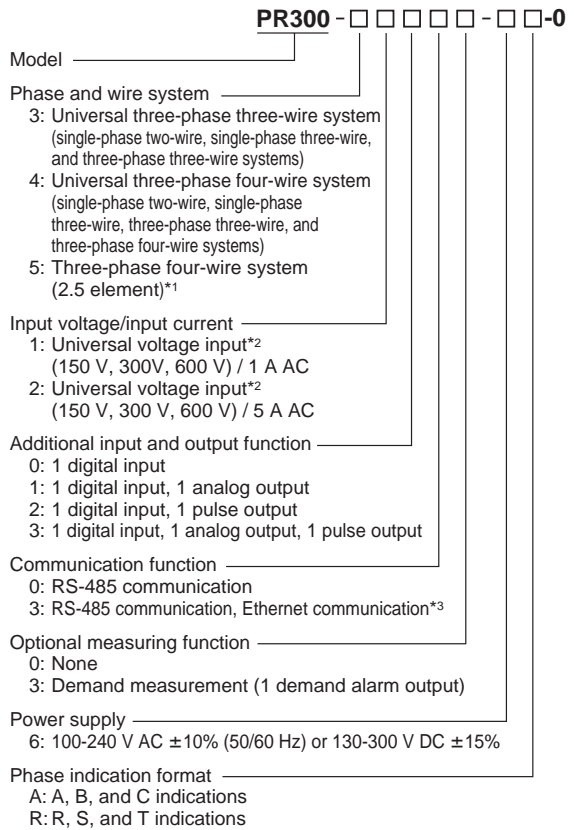 PR300 - □ □ □ □ □ - □ □-0
Model
Phase and wire system
3: Universal three-phase three-wire system
(single-phase two-wire, single-phase three-wire,
and three-phase three-wire systems)
4: Universal three-phase four-wire system
(single-phase two-wire, single-phase
three-wire, three-phase three-wire, and
three-phase four-wire systems)
5: Three-phase four-wire system
(2.5 element)*1
Input voltage/input current
1: Universal voltage input*2
(150 V, 300V, 600 V) / 1 A AC
2: Universal voltage input*2
(150 V, 300 V, 600 V) / 5 A AC
Additional input and output function
0: 1 digital input
1: 1 digital input, 1 analog output
2: 1 digital input, 1 pulse output
3: 1 digital input, 1 analog output, 1 pulse output
Communication function
0: RS-485 communication
3: RS-485 communication, Ethernet communication*3
Optional measuring function
0: None
3: Demand measurement (1 demand alarm output)
Power supply
6: 100-240 V AC ±10% (50/60 Hz) or 130-300 V DC ±15%
Phase indication format
A: A, B, and C indications
R: R, S, and T indications